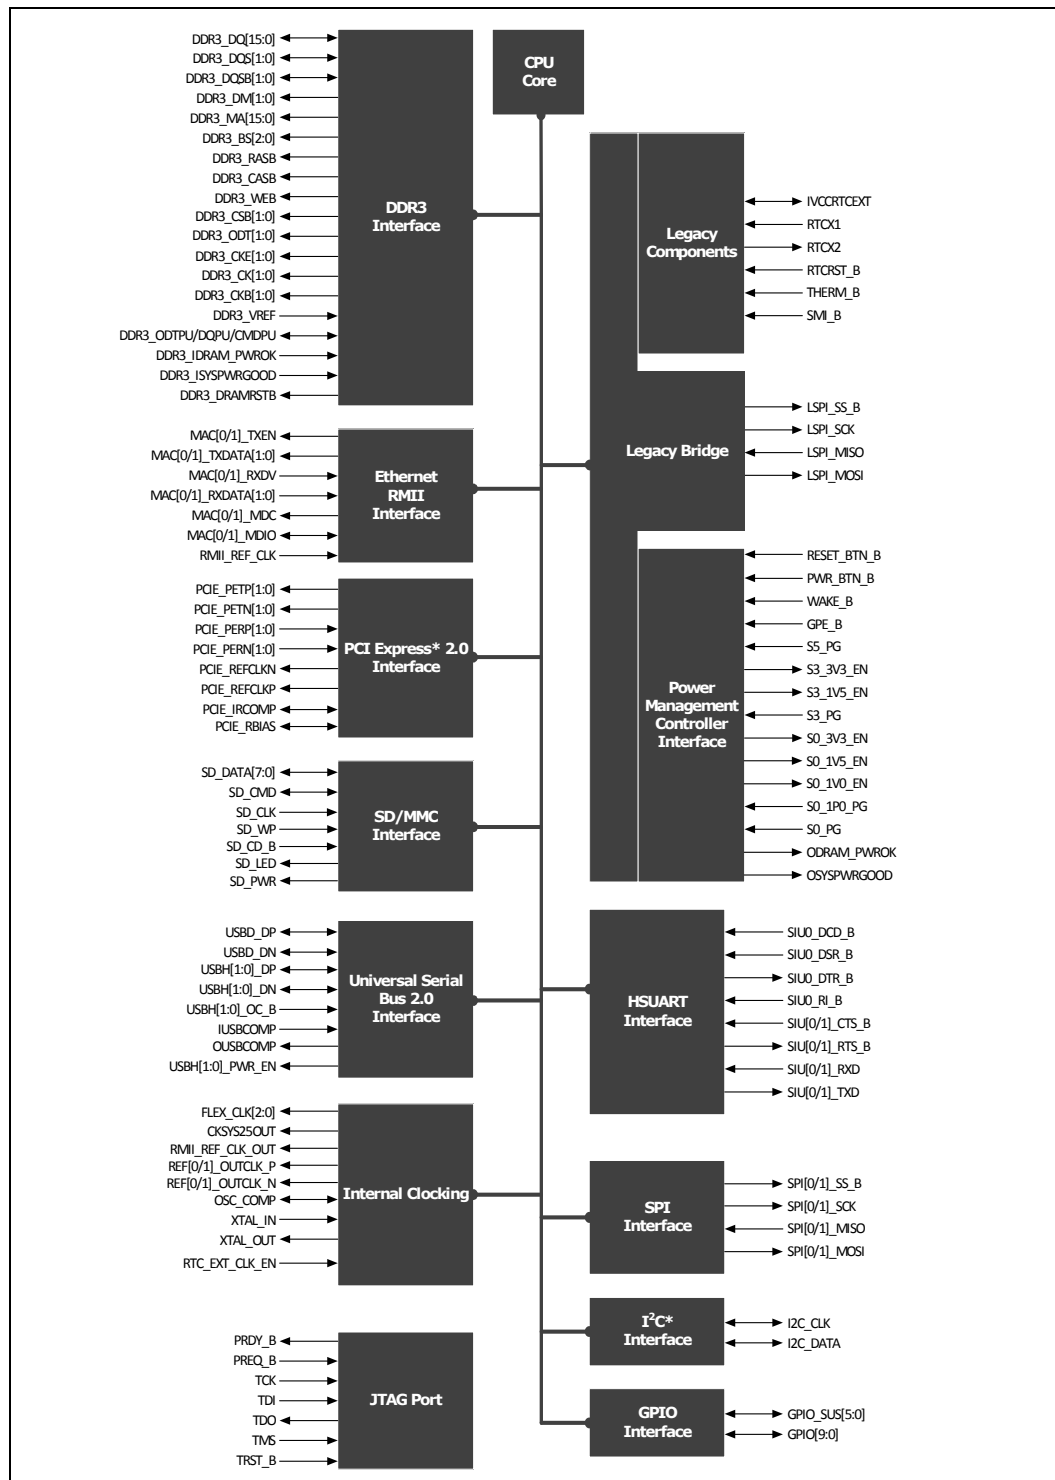 DDR3_DQ[15:0]
DDR3_DQS[1:0]
DDR3_DQSB[1:0]
DDR3_DM[1:0]
DDR3_MA[15:0]
DDR3_BS[2:0]
DDR3_RASB
DDR3_CASB
DDR3_WEB
DDR3_CSB[1:0]
DDR3_ODT[1:0]
DDR3_CKE[1:0]
DDR3_CK[1:0]
DDR3_CKB[1:0]
DDR3_VREF
DDR3_ODTPU/DQPU/CMDPU
DDR3_IDRAM_PWROK
DDR3_ISYSPWRGOOD
DDR3_DRAMRSTB
DDR3
Interface
MAC[0/1]_TXEN
MAC[0/1]_TXDATA[1:0]
MAC[0/1]_RXDV
MAC[0/1]_RXDATA[1:0]
MAC[0/1]_MDC
MAC[0/1]_MDIO
RMII_REF_CLK
Ethernet
RMII
Interface
PCIE_PETP[1:0]
PCIE_PETN[1:0]
PCIE_PERP[1:0]
PCIE_PERN[1:0]
PCIE_REFCLKN
PCIE_REFCLKP
PCIE_IRCOMP
PCIE_RBIAS
PCI Express* 2.0
Interface
SD_DATA[7:0]
SD_CMD
SD_CLK
SD_WP
SD_CD_B
SD_LED
SD_PWR
SD/MMC
Interface
USBD_DP
USBD_DN
USBH[1:0]_DP
USBH[1:0]_DN
USBH[1:0]_OC_B
IUSBCOMP
OUSBCOMP
USBH[1:0]_PWR_EN
Universal Serial
Bus 2.0
Interface
FLEX_CLK[2:0]
CKSYS25OUT
RMII_REF_CLK_OUT
REF[0/1]_OUTCLK_P
REF[0/1]_OUTCLK_N
OSC_COMP
XTAL_IN
XTAL_OUT
RTC_EXT_CLK_EN
Internal Clocking
PRDY_B
PREQ_B
TCK
TDI
TDO
TMS
TRST_B
JTAG Port
CPU
Core
Legacy
Components
IVCCRTCEXT
RTCX1
RTCX2
RTCRST_B
THERM_B
SMI_B
Legacy Bridge
LSPI_SS_B
LSPI_SCK
LSPI_MISO
LSPI_MOSI
Power
Management
Controller
Interface
RESET_BTN_B
PWR_BTN_B
WAKE_B
GPE_B
S5_PG
S3_3V3_EN
S3_1V5_EN
S3_PG
S0_3V3_EN
S0_1V5_EN
S0_1V0_EN
S0_1P0_PG
S0_PG
ODRAM_PWROK
OSYSPWRGOOD
HSUART
Interface
SIU0_DCD_B
SIU0_DSR_B
SIU0_DTR_B
SIU0_RI_B
SIU[0/1]_CTS_B
SIU[0/1]_RTS_B
SIU[0/1]_RXD
SIU[0/1]_TXD
SPI
Interface
SPI[0/1]_SS_B
SPI[0/1]_SCK
SPI[0/1]_MISO
SPI[0/1]_MOSI
I²C*
Interface
I2C_CLK
I2C_DATA
GPIO
Interface
GPIO_SUS[5:0]
GPIO[9:0]